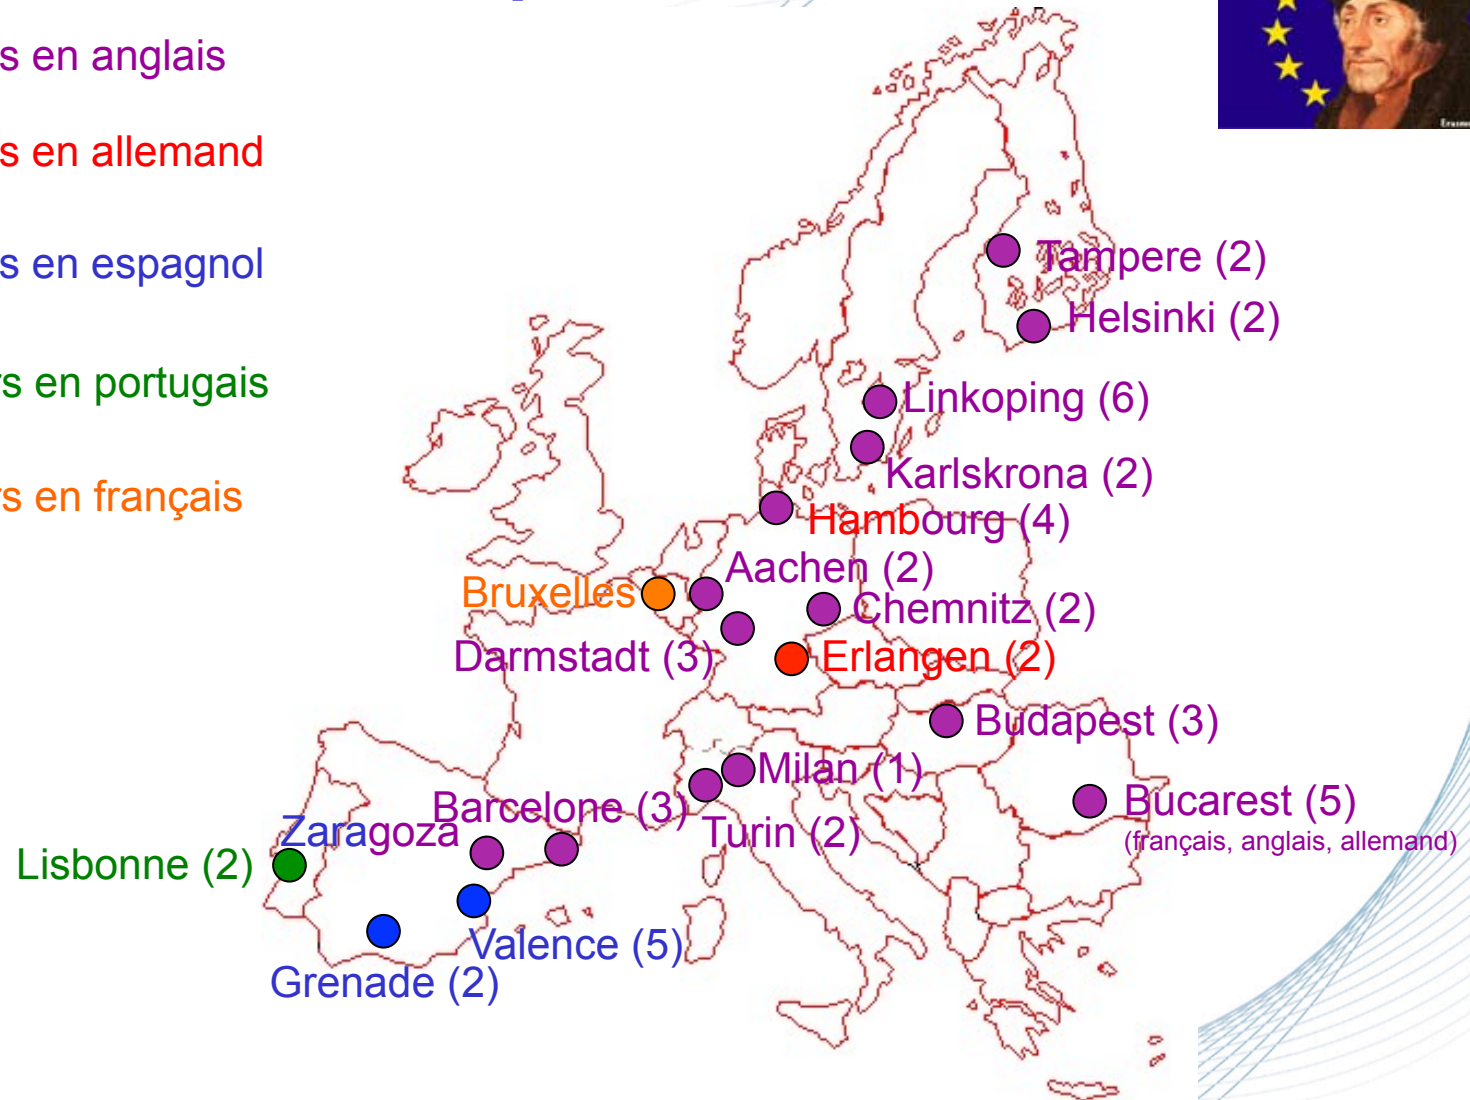 s en anglais
s en allemand
s en espagnol
rs en portugais
rs en français
Tampere (2)
Helsinki (2)
Linkoping (6)
Karlskrona (2)
Hambourg (4)
Aachen (2)
Bruxelles
Chemnitz (2)
Darmstadt (3)
Erlangen (2)
Budapest (3)
Milan (1)
Bucarest (5)
(français, anglais, allemand)
Barcelone (3)
Turin (2)
Zaragoza
Lisbonne (2)
Valence (5)
Grenade (2)